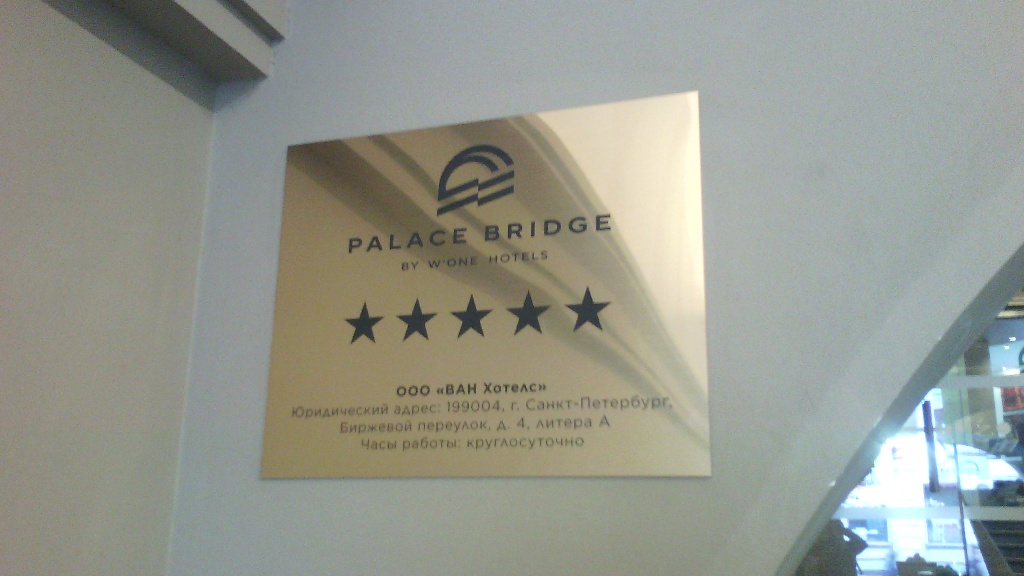 PALACE BRIDGE
BY W'ONE HOTELS
ООО «ВАН Хотелс»
Юридический адрес: 199004, г. Санкт-Петербург,
Биржевой переулок, д. 4, литера А
Часы работы: круглосуточно